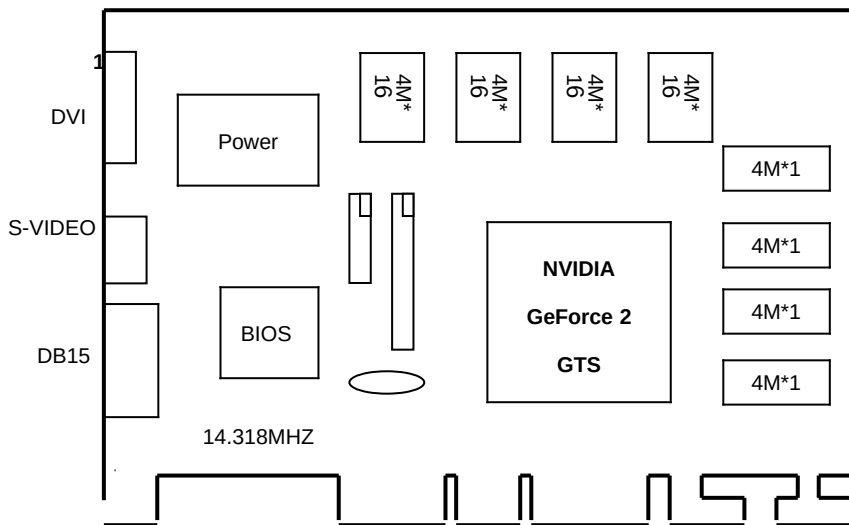 1
DVI
Power
4M*
16
4M*
16
4M*
16
4M*
16
4M*1
S-VIDEO
4M*1
NVIDIA
GeForce 2
GTS
4M*1
BIOS
DB15
4M*1
14.318MHZ